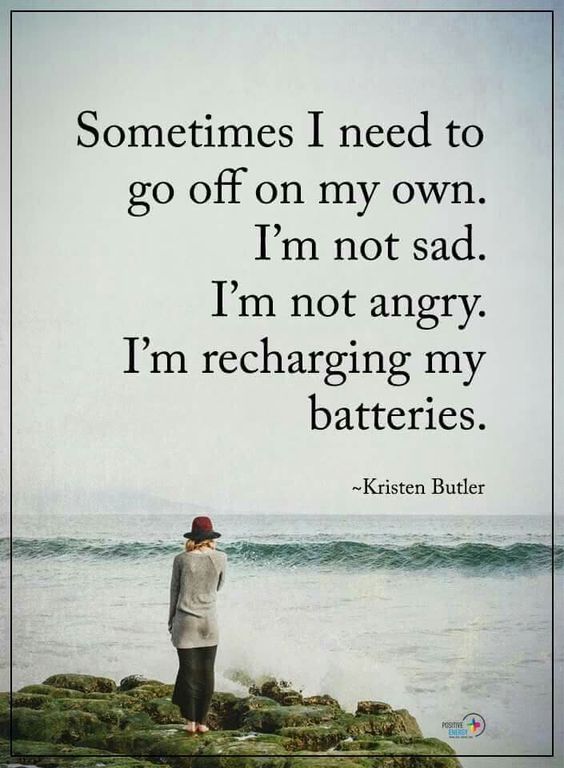 Sometimes I need to
go off on my own.
I'm not sad.
I'm not angry.
I'm recharging my
batteries.
~Kristen Butler
POSITIVE
ENERGY